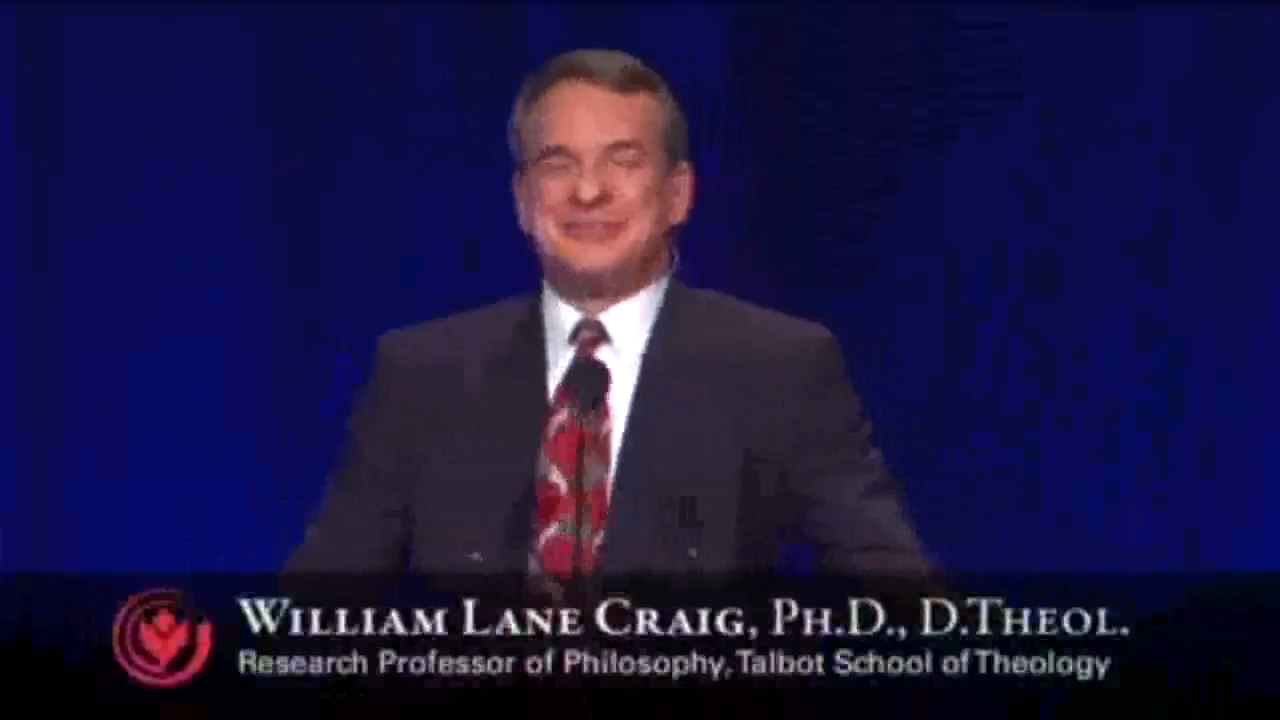 WILLIAM LANE CRAIG, PH.D., D.THEOL.
Research Professor of Philosophy, Talbot School of Theology